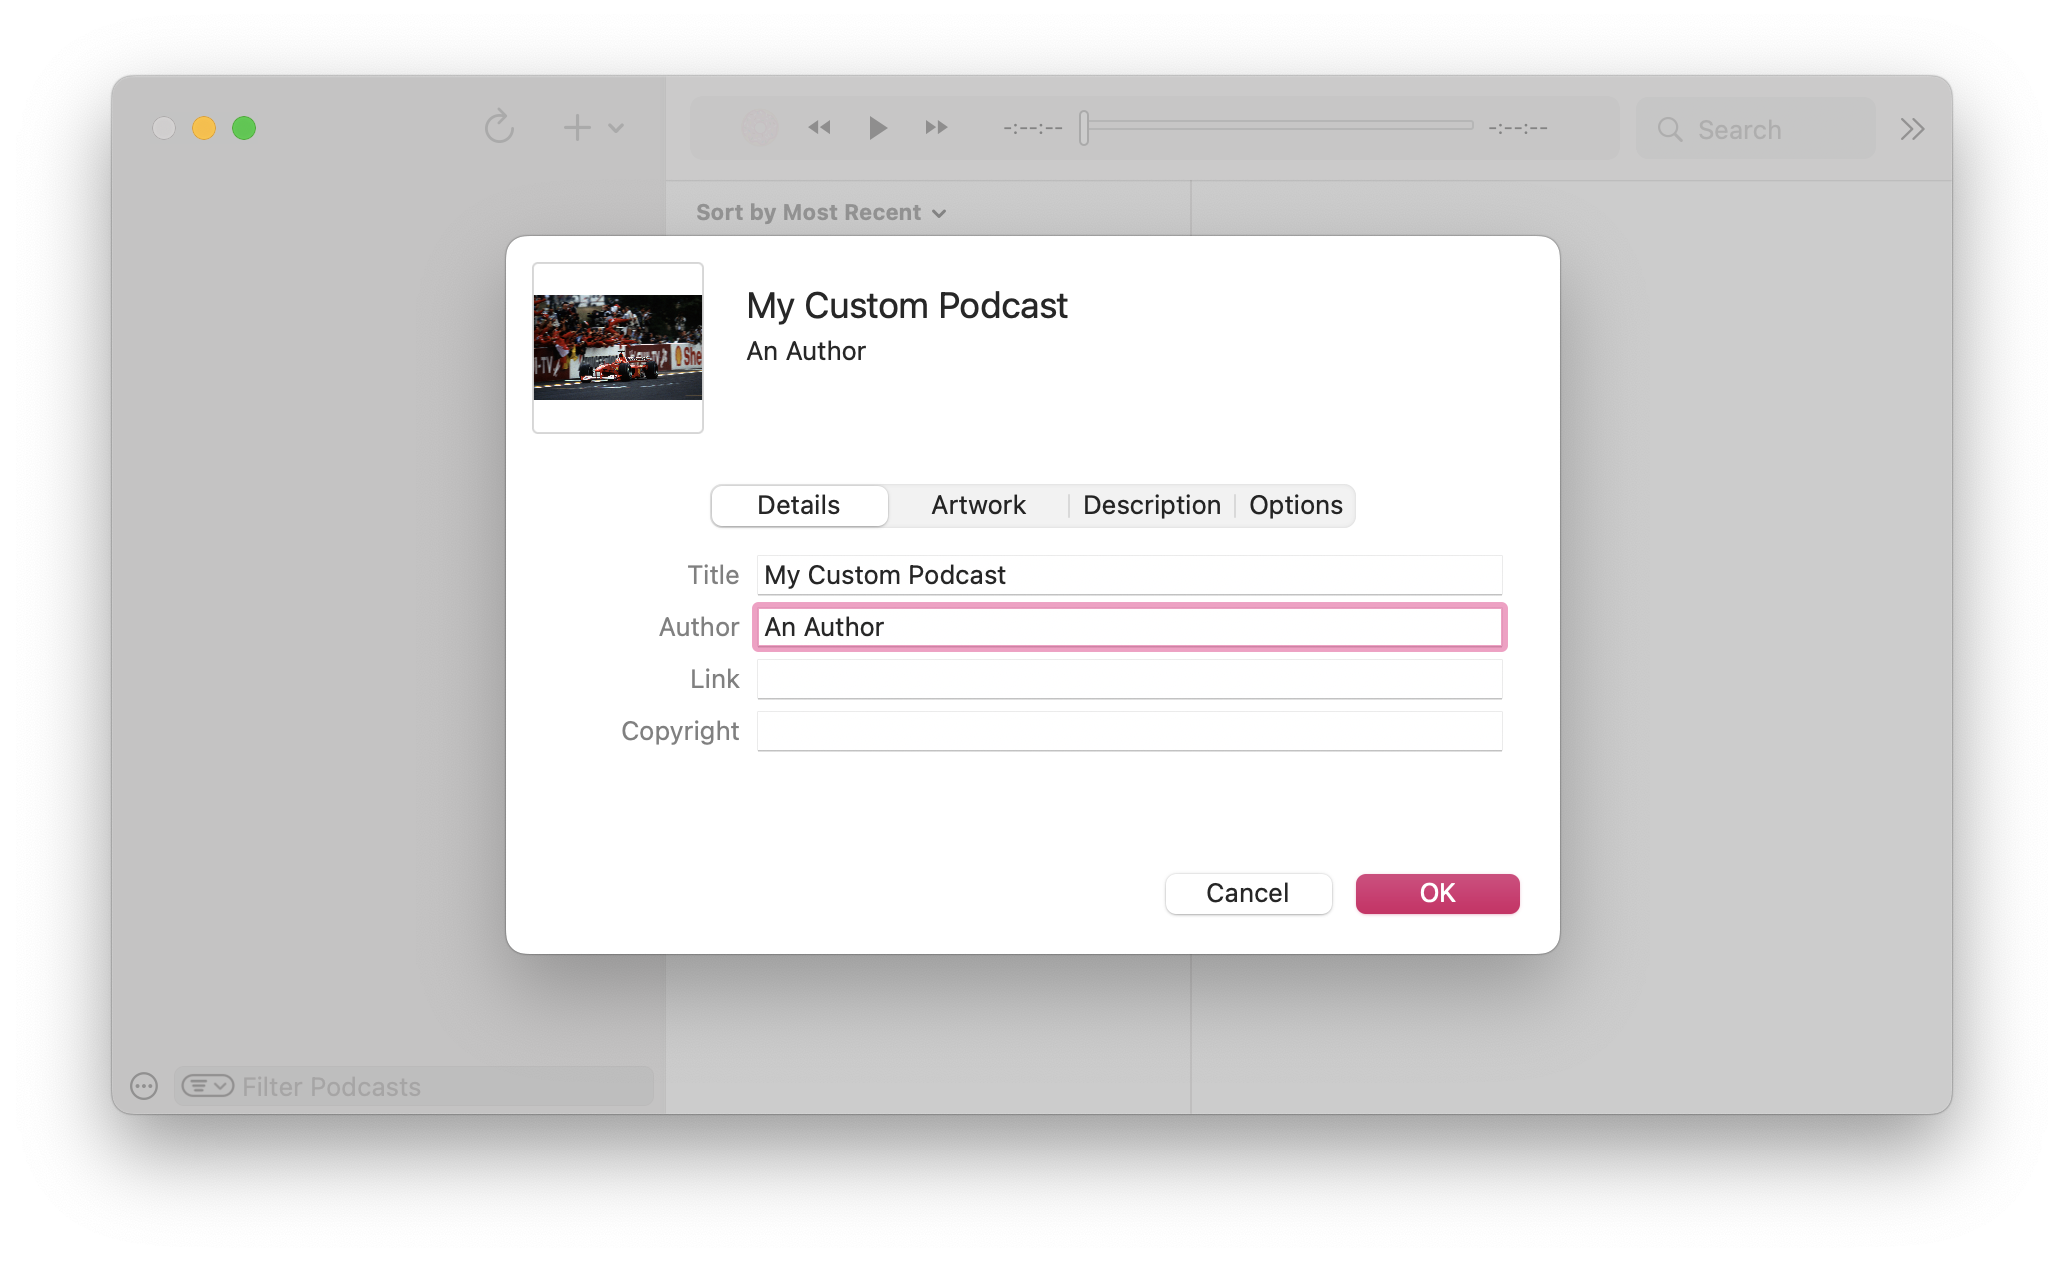 -:--:--
-:--:--
Search
Sort by Most Recent
My Custom Podcast
An Author
Details
Artwork
Description
Options
Title
My Custom Podcast
Author
An Author
Link
Copyright
Cancel
OK
Filter Podcasts